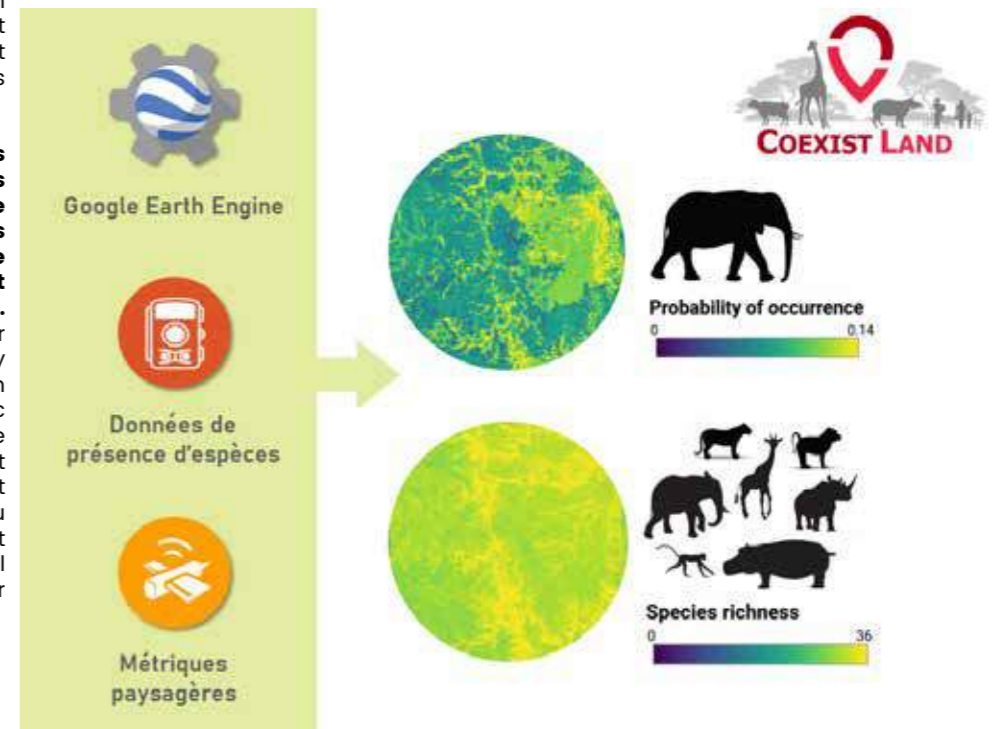 Google Earth Engine
Données de
présence d'espèces
Métriques
paysagères
COEXIST LAND
Probability of occurrence
0 0.14
Species richness
0 36